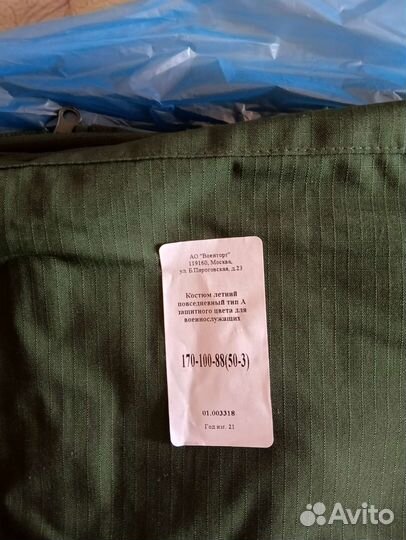 АО "Военторг"
119160, Москва,
ул. Б.Пироговская, д.23
Костюм летний
повседневный тип А
защитного цвета для
военнослужащих
170-100-88(50-3)
01.003318
Год изг. 21
Avito